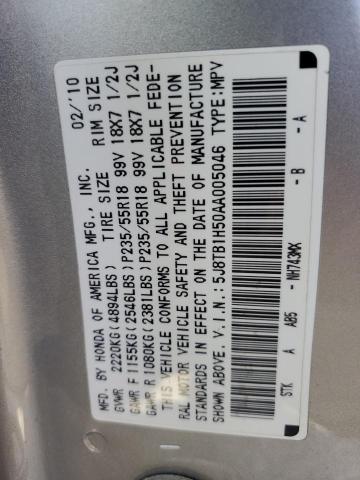 MFD. BY HONDA OF AMERICA MFG., INC. 02/'10
GVWR 2220KG(4894LBS) TIRE SIZE RIM SIZE
GAWR F 1155KG(2546LBS)P235/55R18 99V 18X7 1/2J
GAWR R 1080KG(2381LBS)P235/55R18 99V 18X7 1/2J
THIS VEHICLE CONFORMS TO ALL APPLICABLE FEDE-
RAL MOTOR VEHICLE SAFETY AND THEFT PREVENTION
STANDARDS IN EFFECT ON THE DATE OF MANUFACTURE
SHOWN ABOVE. V.I.N.: 5J8TB1H50AA005046 TYPE:MPV
STK A AB5 - NH743MX - B - A